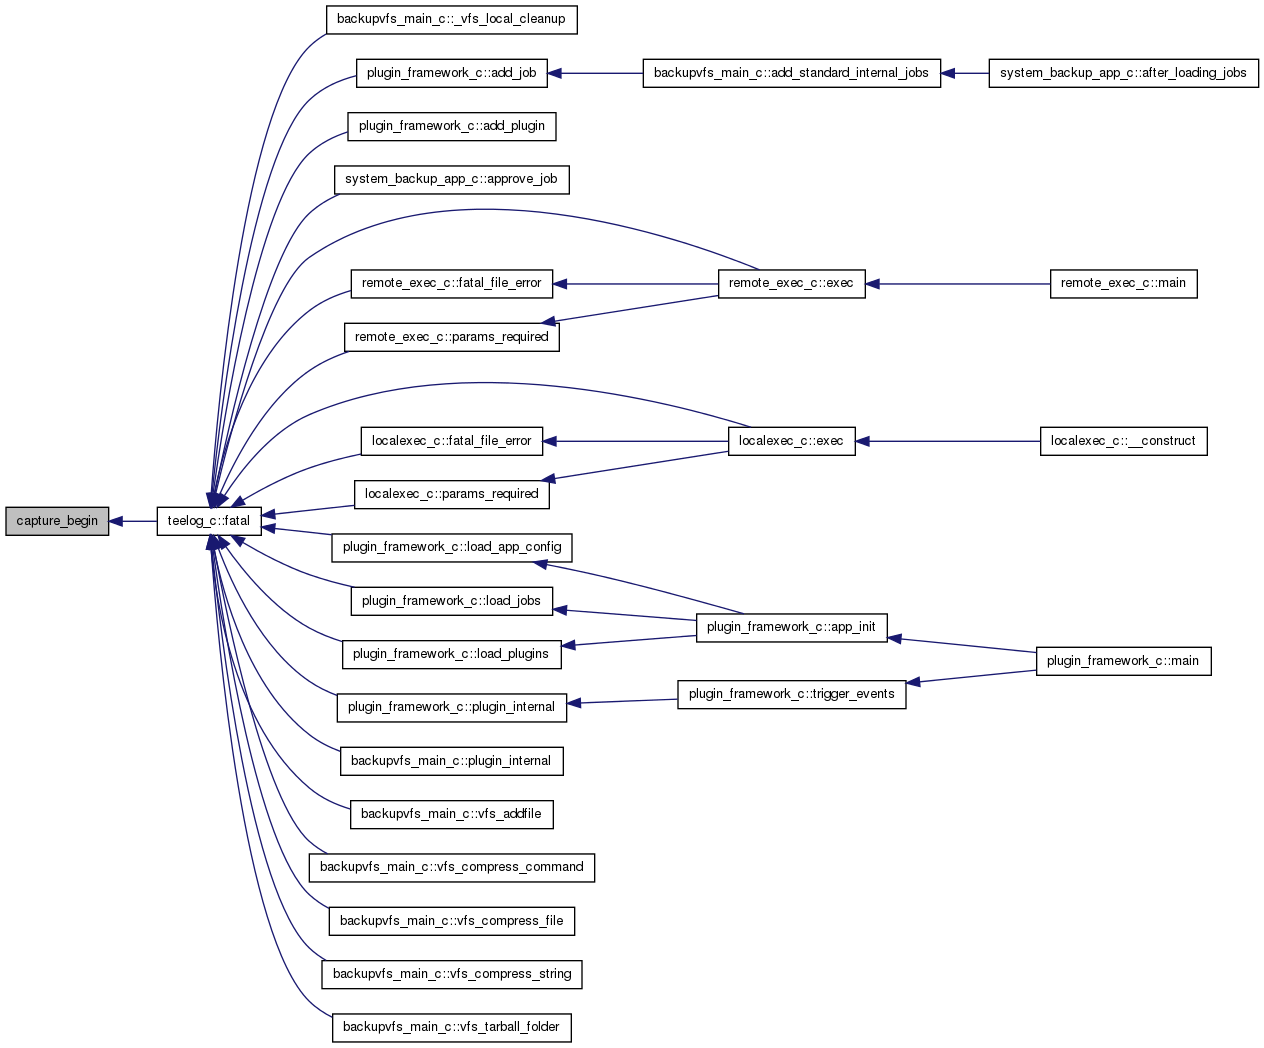 backupvfs_main_c::_vfs_local_cleanup
plugin_framework_c::add_job
backupvfs_main_c::add_standard_internal_jobs
system_backup_app_c::after_loading_jobs
plugin_framework_c::add_plugin
system_backup_app_c::approve_job
remote_exec_c::fatal_file_error
remote_exec_c::exec
remote_exec_c::main
remote_exec_c::params_required
localexec_c::fatal_file_error
localexec_c::exec
localexec_c::__construct
localexec_c::params_required
capture_begin
teelog_c::fatal
plugin_framework_c::load_app_config
plugin_framework_c::load_jobs
plugin_framework_c::app_init
plugin_framework_c::load_plugins
plugin_framework_c::main
plugin_framework_c::trigger_events
plugin_framework_c::plugin_internal
backupvfs_main_c::plugin_internal
backupvfs_main_c::vfs_addfile
backupvfs_main_c::vfs_compress_command
backupvfs_main_c::vfs_compress_file
backupvfs_main_c::vfs_compress_string
backupvfs_main_c::vfs_tarball_folder